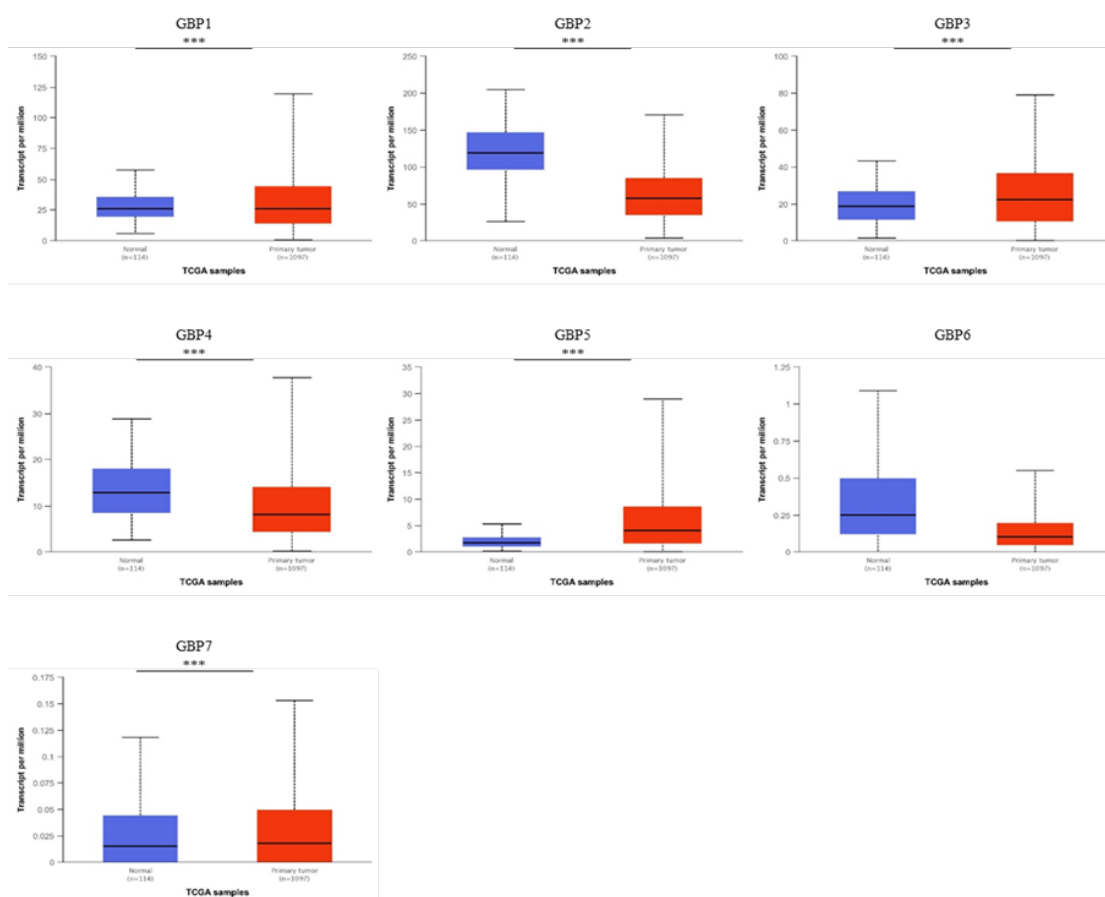 GBP1
***
150
125
100
75
50
25
0
Transcript per million
Normal
(n=114)
Primary tumor
(n=1097)
TCGA samples
GBP2
***
250
200
150
100
50
0
Transcript per million
Normal
(n=114)
Primary tumor
(n=1097)
TCGA samples
GBP3
***
100
80
60
40
20
0
Transcript per million
Normal
(n=114)
Primary tumor
(n=1097)
TCGA samples
GBP4
***
40
30
20
10
0
Transcript per million
Normal
(n=114)
Primary tumor
(n=1097)
TCGA samples
GBP5
***
35
30
25
20
15
10
5
0
Transcript per million
Normal
(n=114)
Primary tumor
(n=1097)
TCGA samples
GBP6
1.25
1
0.75
0.5
0.25
0
Transcript per million
Normal
(n=114)
Primary tumor
(n=1097)
TCGA samples
GBP7
***
0.175
0.15
0.125
0.1
0.075
0.05
0.025
0
Transcript per million
Normal
(n=114)
Primary tumor
(n=1097)
TCGA samples